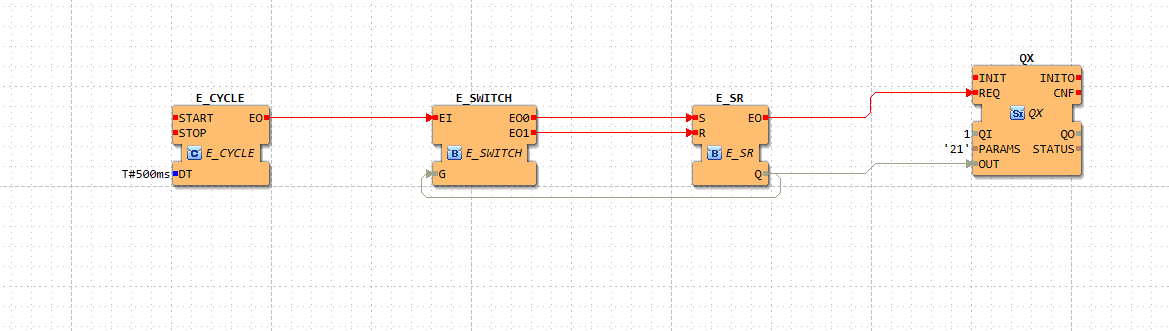 E_CYCLE
START EO
STOP
C E_CYCLE
T#500ms DT
E_SWITCH
EI EO0
EO1
B E_SWITCH
G
E_SR
S EO
R
B E_SR
Q
QX
INIT INITO
REQ CNF
Si QX
1 QI QO
'21' PARAMS STATUS
OUT